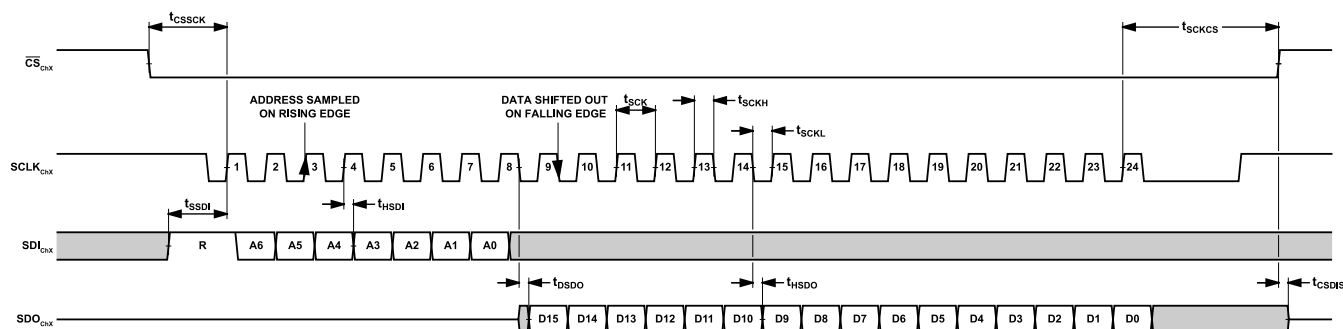 tCSSCK
tSCKCS
CSChX
ADDRESS SAMPLED
ON RISING EDGE
DATA SHIFTED OUT
ON FALLING EDGE
tSCK
tSCKH
tSCKL
SCLKChX
1 2 3 4 5 6 7 8 9 10 11 12 13 14 15 16 17 18 19 20 21 22 23 24
tSSDI
tHSDI
SDIChX
R A6 A5 A4 A3 A2 A1 A0
tDSDO
tHSDO
tCSDIS
SDOChX
D15 D14 D13 D12 D11 D10 D9 D8 D7 D6 D5 D4 D3 D2 D1 D0